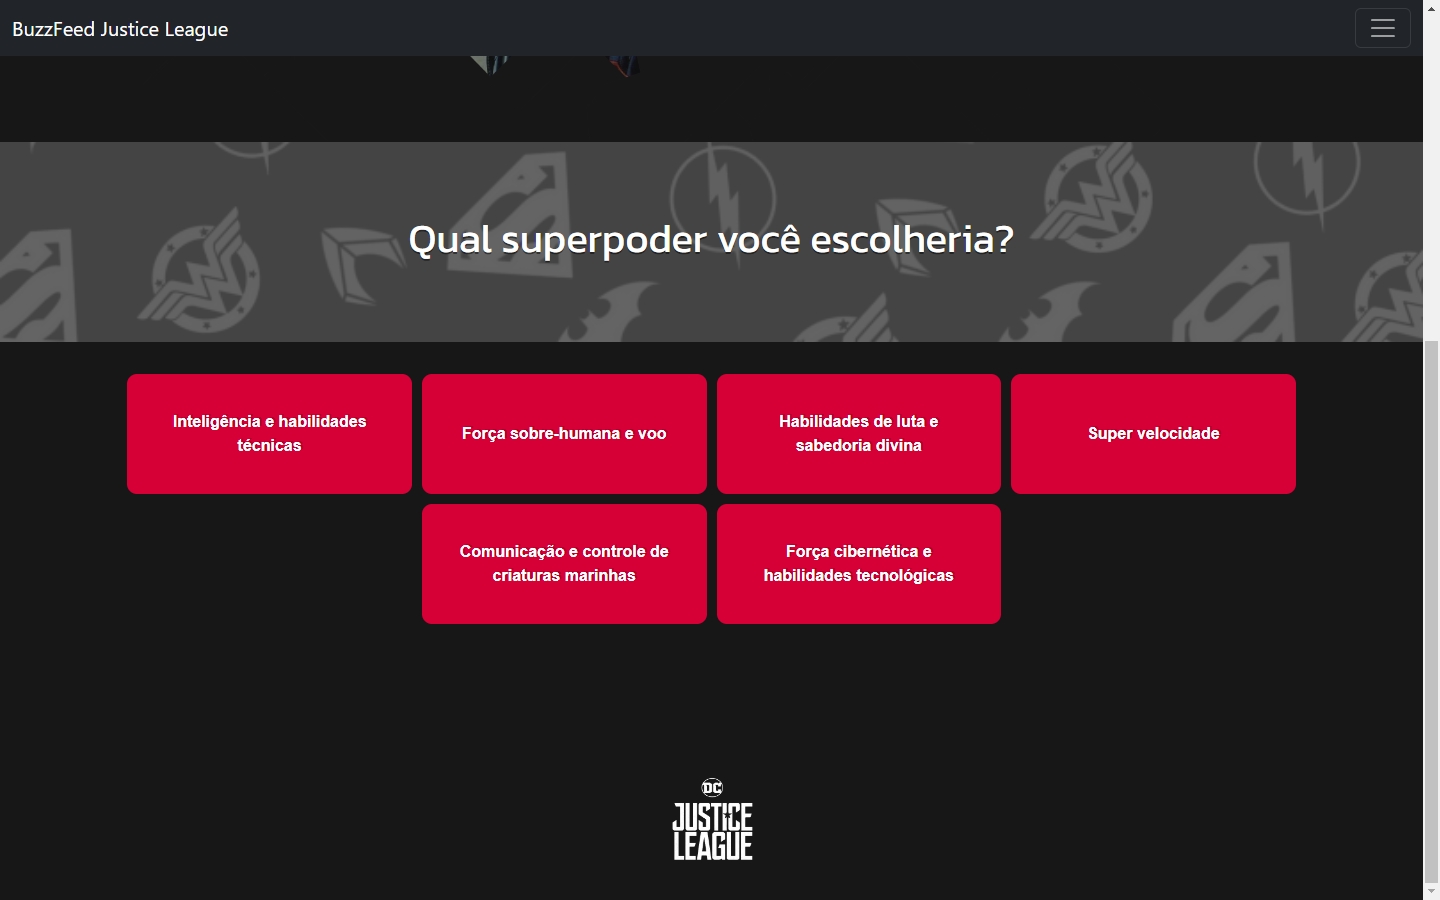 BuzzFeed Justice League
Qual superpoder você escolheria?
Inteligência e habilidades
técnicas
Força sobre-humana e voo
Habilidades de luta e
sabedoria divina
Super velocidade
Comunicação e controle de
criaturas marinhas
Força cibernética e
habilidades tecnológicas
DC
JUSTICE
LEAGUE